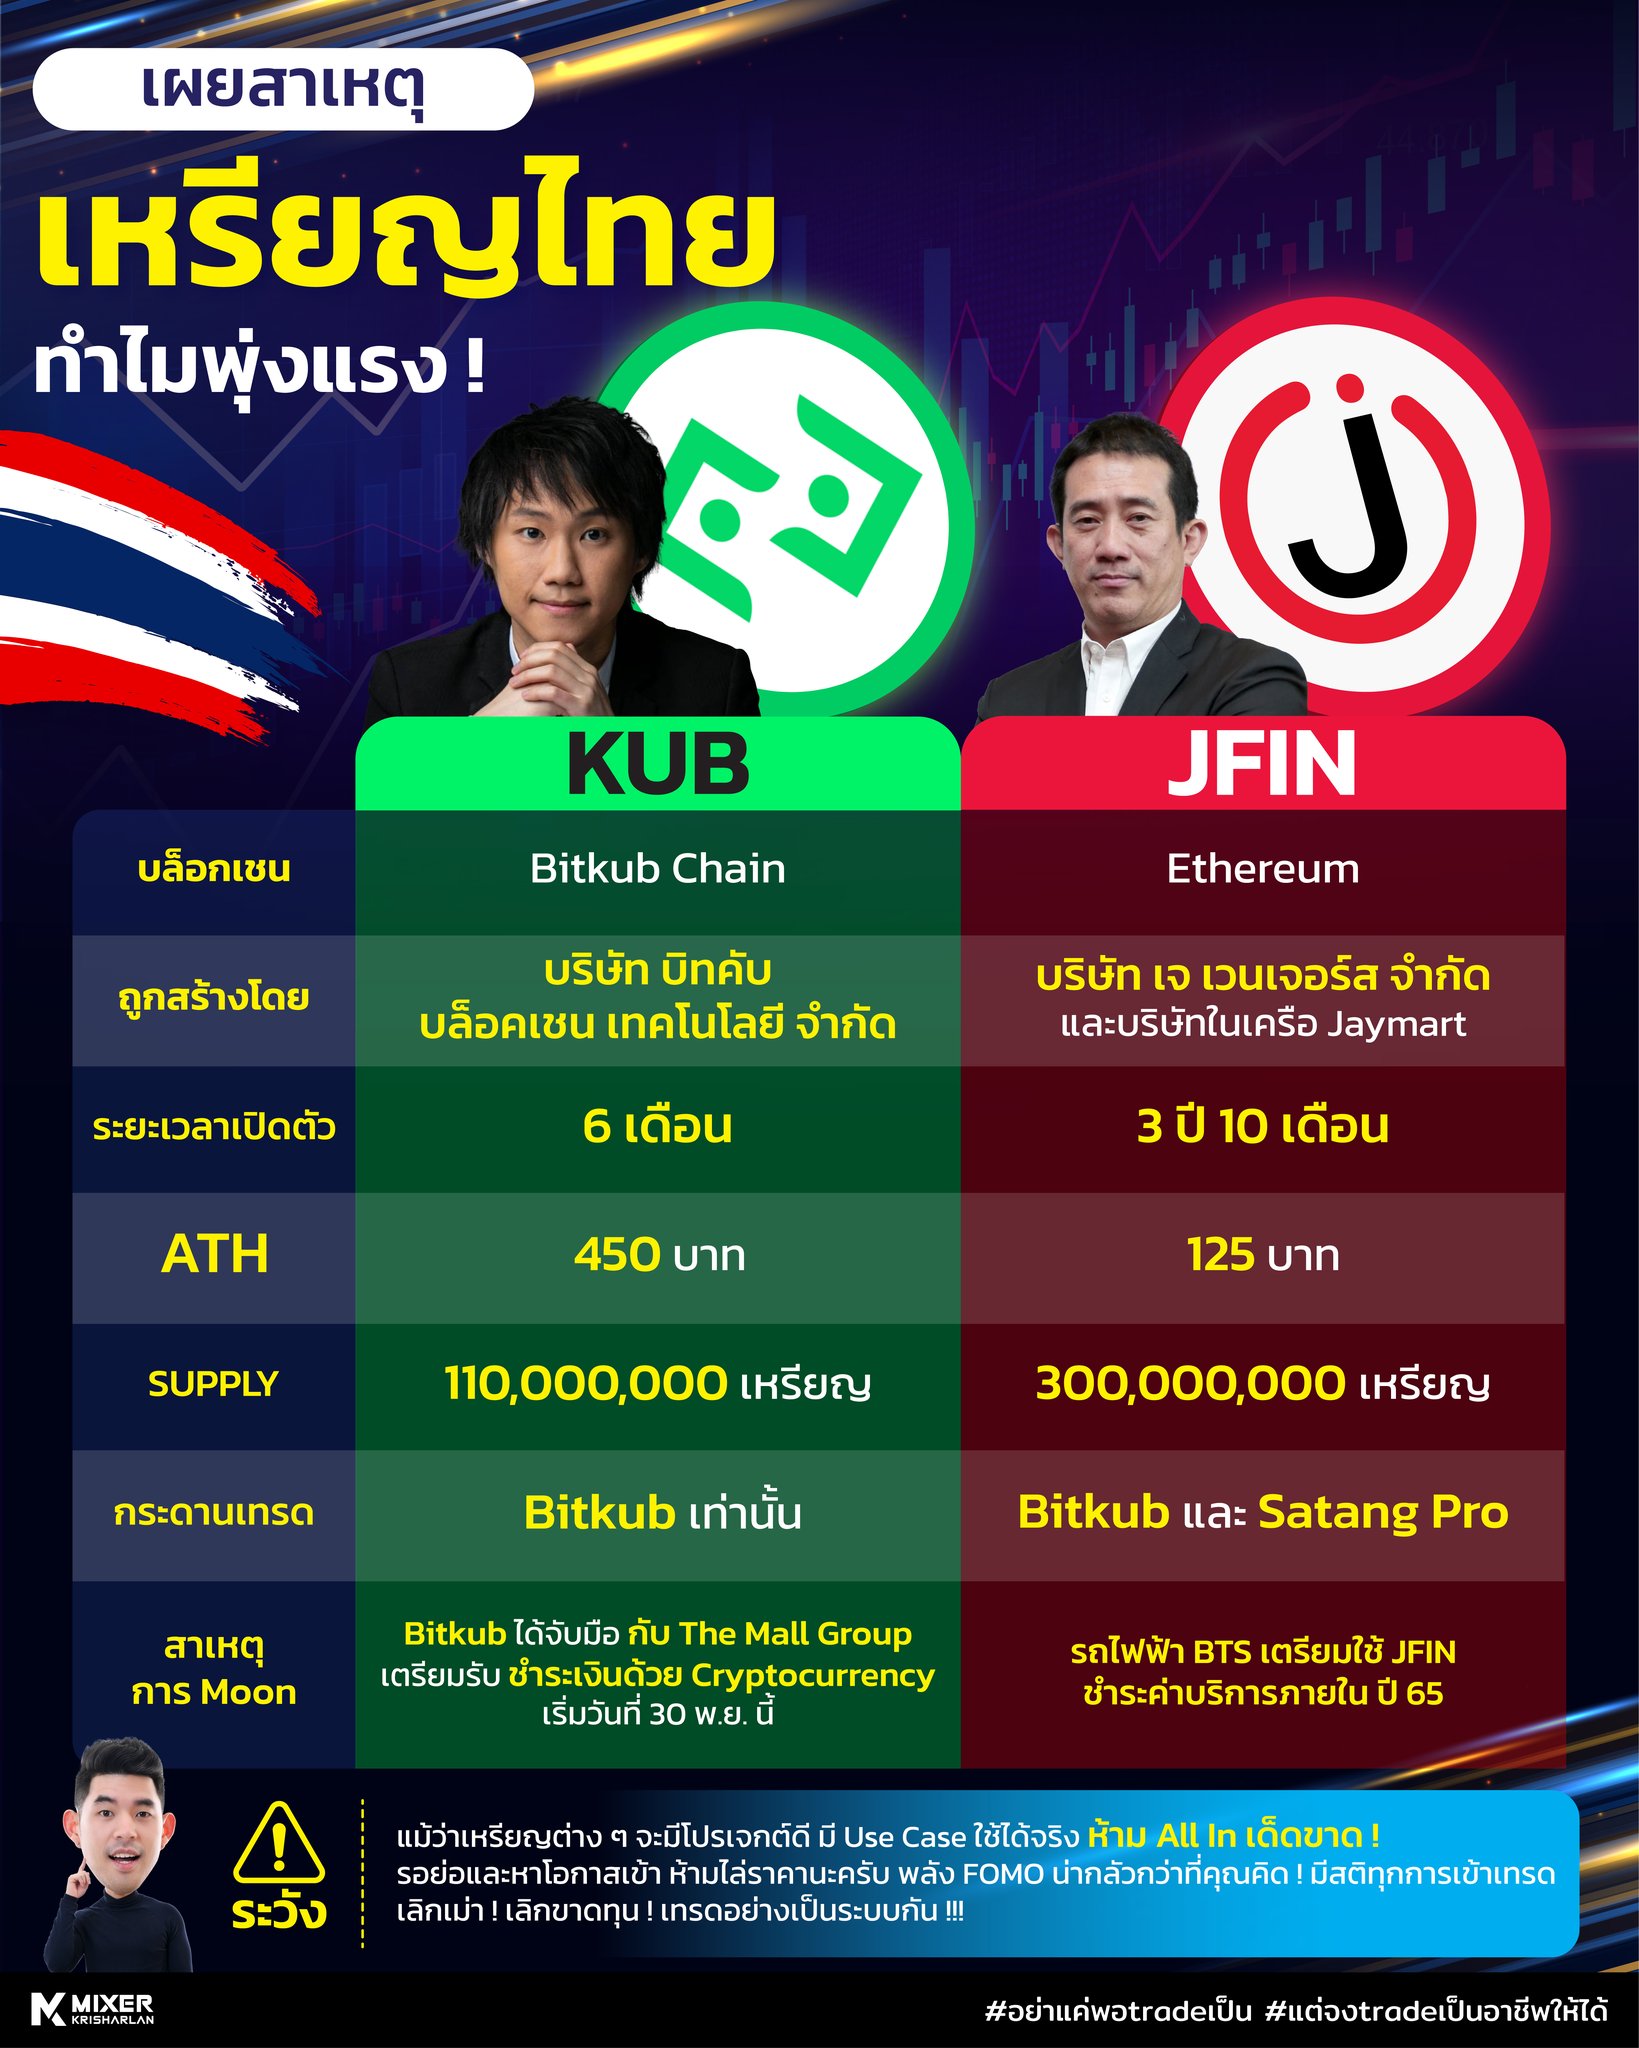 เผยสาเหตุ
เหรียญไทย
ทำไมพุ่งแรง !
KUB
JFIN
บล็อกเชน
Bitkub Chain
Ethereum
ถูกสร้างโดย
บริษัท บิทคับ
บล็อคเชน เทคโนโลยี จำกัด
บริษัท เจ เวนเจอร์ส จำกัด
และบริษัทในเครือ Jaymart
ระยะเวลาเปิดตัว
6 เดือน
3 ปี 10 เดือน
ATH
450 บาท
125 บาท
SUPPLY
110,000,000 เหรียญ
300,000,000 เหรียญ
กระดานเทรด
Bitkub เท่านั้น
Bitkub และ Satang Pro
สาเหตุ
การ Moon
Bitkub ได้จับมือ กับ The Mall Group
เตรียมรับ ชำระเงินด้วย Cryptocurrency
เริ่มวันที่ 30 พ.ย. นี้
รถไฟฟ้า BTS เตรียมใช้ JFIN
ชำระค่าบริการภายใน ปี 65
ระวัง
แม้ว่าเหรียญต่าง ๆ จะมีโปรเจกต์ดี มี Use Case ใช้ได้จริง ห้าม All In เด็ดขาด !
รอย่อและหาโอกาสเข้า ห้ามไล่ราคานะครับ พลัง FOMO น่ากลัวกว่าที่คุณคิด ! มีสติทุกการเข้าเทรด
เลิกเม่า ! เลิกขาดทุน ! เทรดอย่างเป็นระบบกัน !!!
MIXER
KRISHARLAN
#อย่าแค่พอtradeเป็น #แต่จงtradeเป็นอาชีพให้ได้